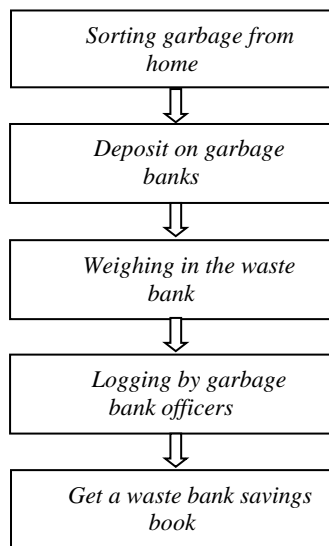 Sorting garbage from
home
Deposit on garbage
banks
Weighing in the waste
bank
Logging by garbage
bank officers
Get a waste bank savings
book